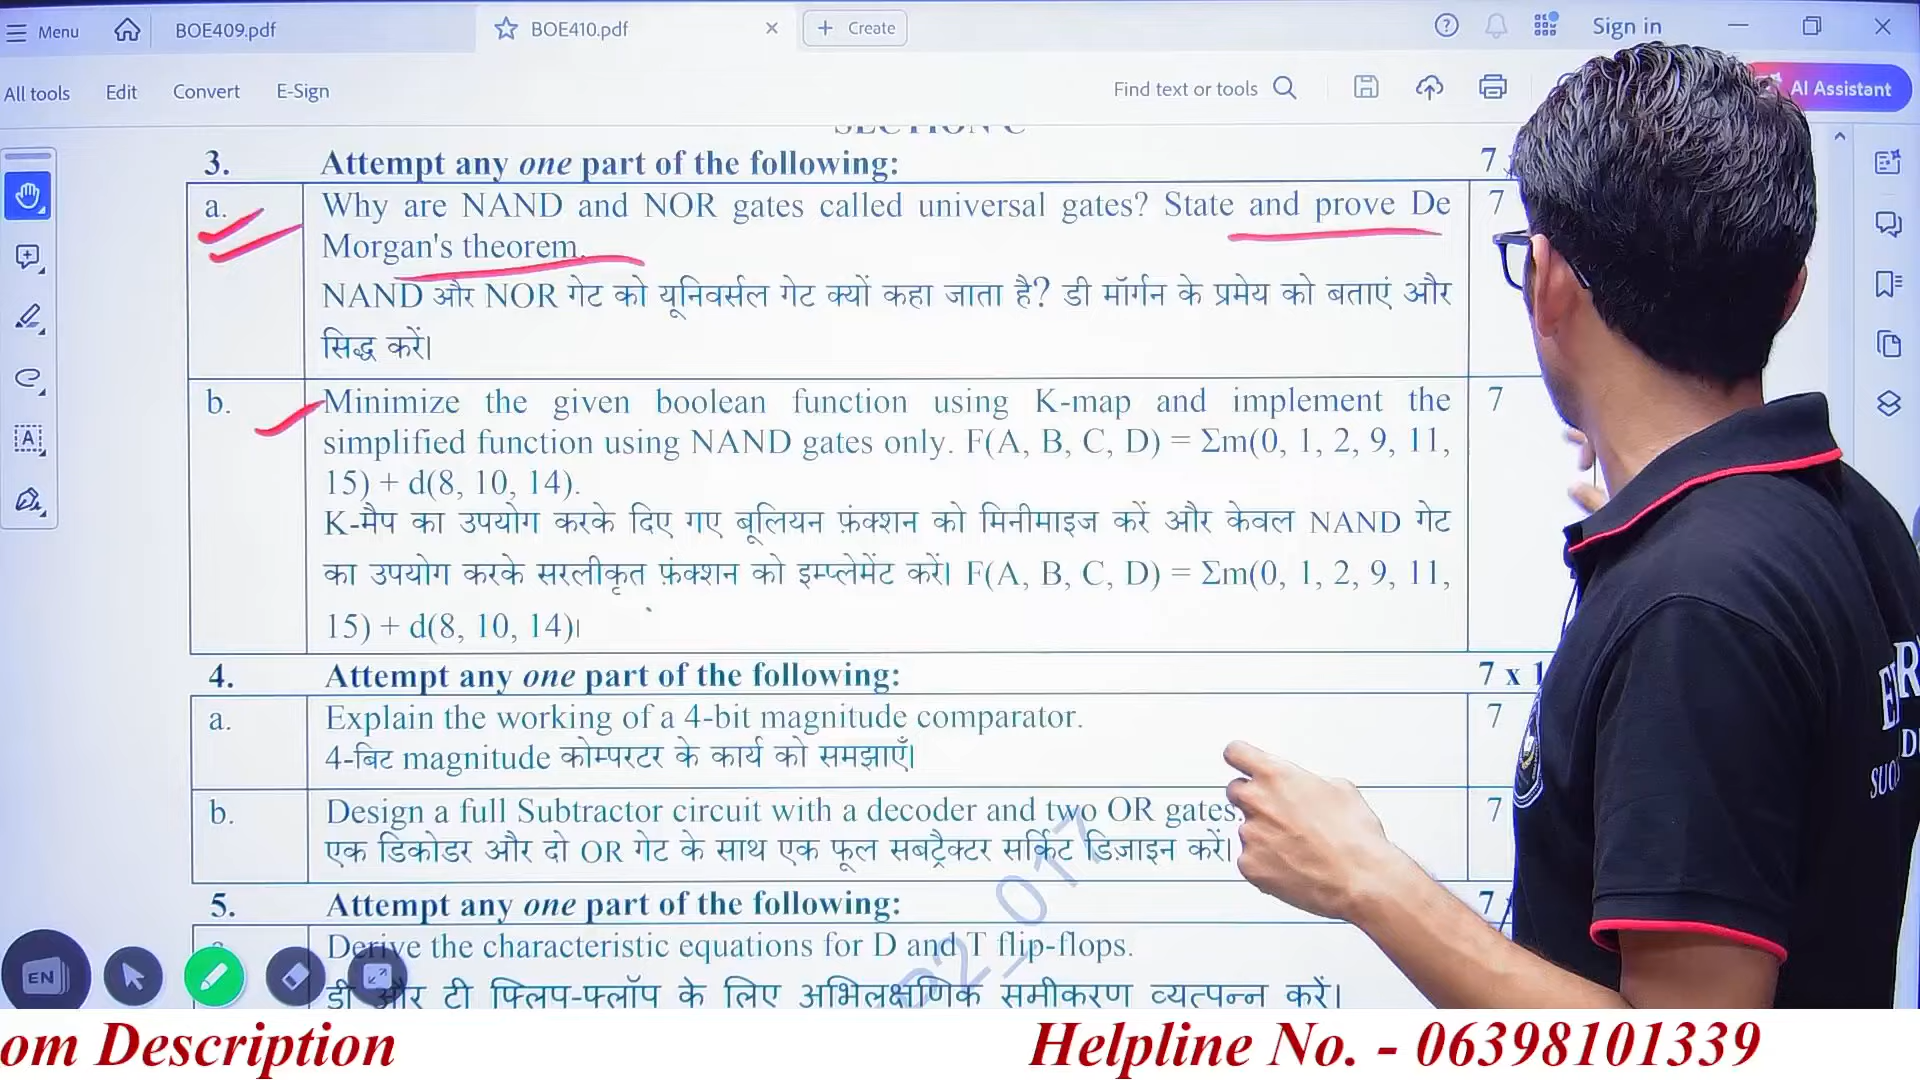 Menu
BOE409.pdf
BOE410.pdf
Create
Sign in
All tools
Edit
Convert
E-Sign
Find text or tools
AI Assistant
SECTION C
3. Attempt any one part of the following: 7
a. Why are NAND and NOR gates called universal gates? State and prove De 7
Morgan's theorem.
NAND और NOR गेट को यूनिवर्सल गेट क्यों कहा जाता है? डी मॉर्गन के प्रमेय को बताएं और
सिद्ध करें।
b. Minimize the given boolean function using K-map and implement the 7
simplified function using NAND gates only. F(A, B, C, D) = Σm(0, 1, 2, 9, 11,
15) + d(8, 10, 14).
K-मैप का उपयोग करके दिए गए बूलियन फ़ंक्शन को मिनीमाइज करें और केवल NAND गेट
का उपयोग करके सरलीकृत फ़ंक्शन को इम्प्लेमेंट करें। F(A, B, C, D) = Σm(0, 1, 2, 9, 11,
15) + d(8, 10, 14)।
4. Attempt any one part of the following: 7 x 1
a. Explain the working of a 4-bit magnitude comparator. 7
4-बिट magnitude कोम्परटर के कार्य को समझाएँ।
b. Design a full Subtractor circuit with a decoder and two OR gates. 7
एक डिकोडर और दो OR गेट के साथ एक फूल सबट्रैक्टर सर्किट डिज़ाइन करें।
5. Attempt any one part of the following: 7
Derive the characteristic equations for D and T flip-flops.
डी और टी फ्लिप-फ्लॉप के लिए अभिलक्षणिक समीकरण व्यत्पन्न करें।
EN
om Description
Helpline No. - 06398101339